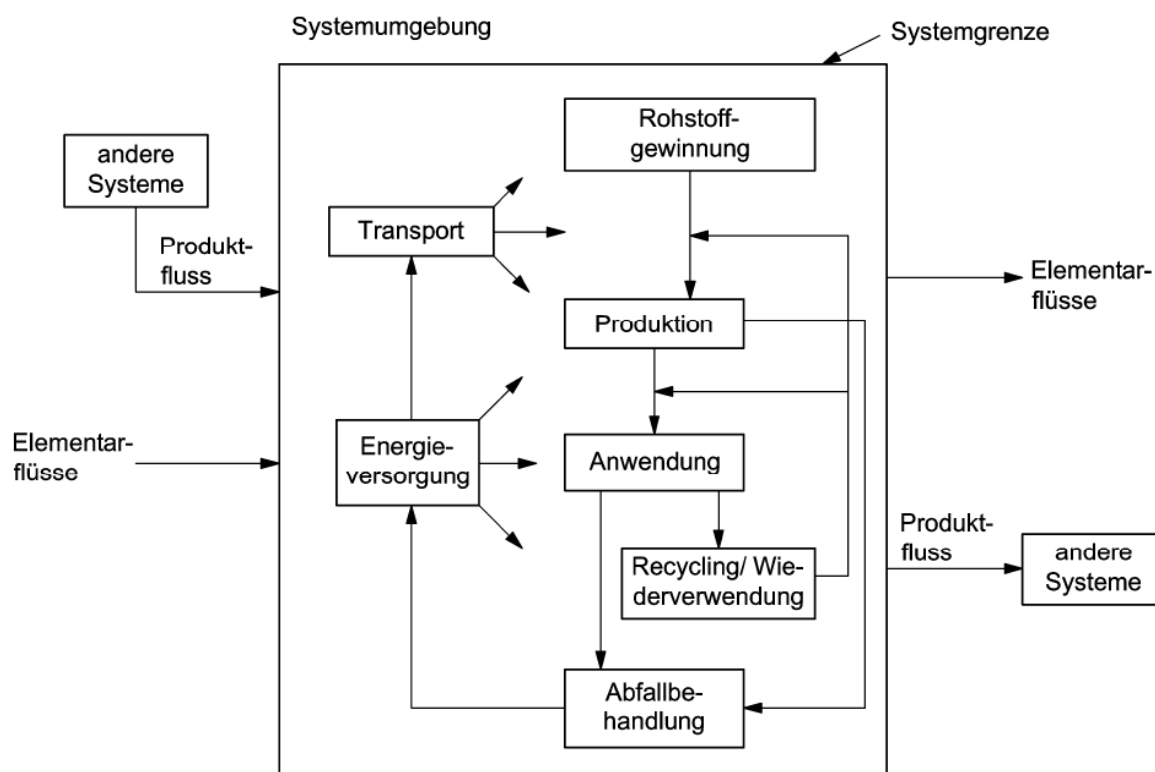 Systemumgebung
Systemgrenze
Rohstoff-
gewinnung
andere
Systeme
Transport
Produkt-
fluss
Elementar-
flüsse
Produktion
Elementar-
flüsse
Energie-
versorgung
Anwendung
Produkt-
fluss
andere
Systeme
Recycling/ Wie-
derverwendung
Abfallbe-
handlung